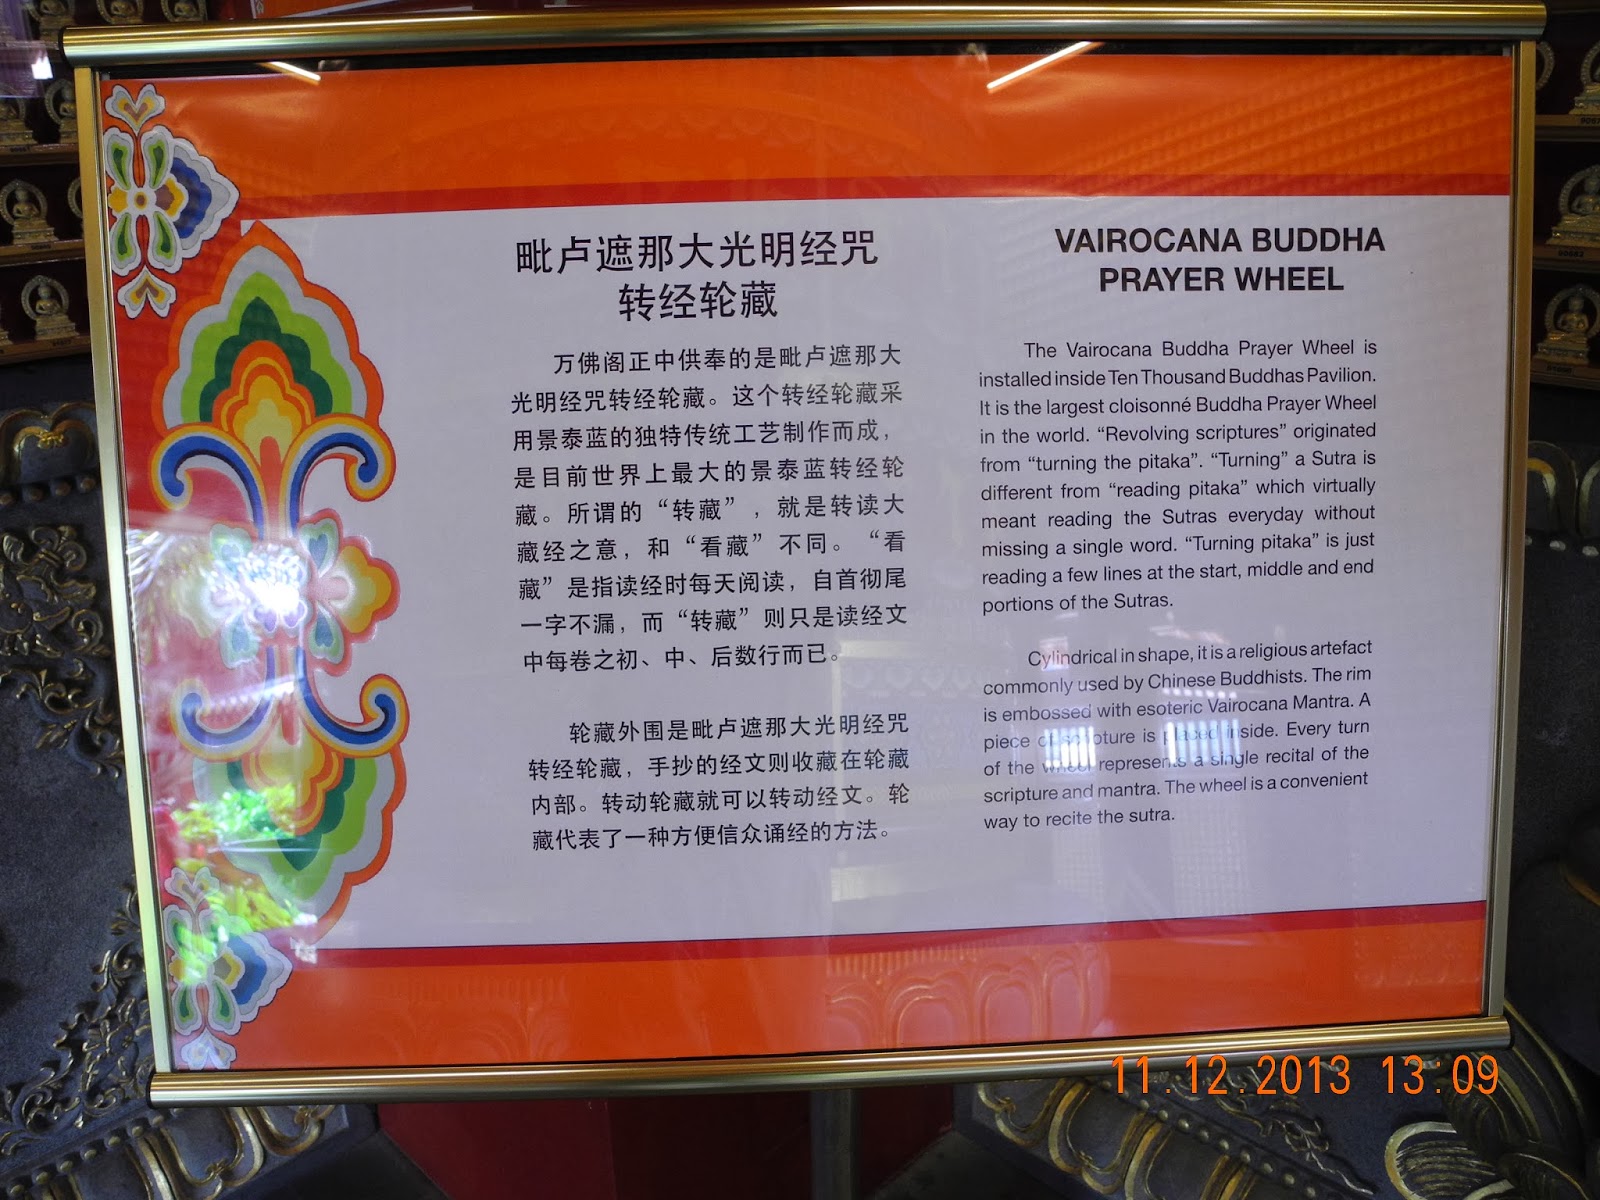 毗卢遮那大光明经咒
转经轮藏
万佛阁正中供奉的是毗卢遮那大
光明经咒转经轮藏。这个转经轮藏采
用景泰蓝的独特传统工艺制作而成，
是目前世界上最大的景泰蓝转经轮
藏。所谓的“转藏”，就是转读大
藏经之意，和“看藏”不同。“看
藏”是指读经时每天阅读，自首彻尾
一字不漏，而“转藏”则只是读经文
中每卷之初、中、后数行而已。
轮藏外围是毗卢遮那大光明经咒
转经轮藏，手抄的经文则收藏在轮藏
内部。转动轮藏就可以转动经文。轮
藏代表了一种方便信众诵经的方法。
VAIROCANA BUDDHA
PRAYER WHEEL
The Vairocana Buddha Prayer Wheel is
installed inside Ten Thousand Buddhas Pavilion.
It is the largest cloisonné Buddha Prayer Wheel
in the world. “Revolving scriptures” originated
from “turning the pitaka”. “Turning” a Sutra is
different from “reading pitaka” which virtually
meant reading the Sutras everyday without
missing a single word. “Turning pitaka” is just
reading a few lines at the start, middle and end
portions of the Sutras.
Cylindrical in shape, it is a religious artefact
commonly used by Chinese Buddhists. The rim
is embossed with esoteric Vairocana Mantra. A
piece of scripture is placed inside. Every turn
of the wheel represents a single recital of the
scripture and mantra. The wheel is a convenient
way to recite the sutra.
11.12.2013 13:09